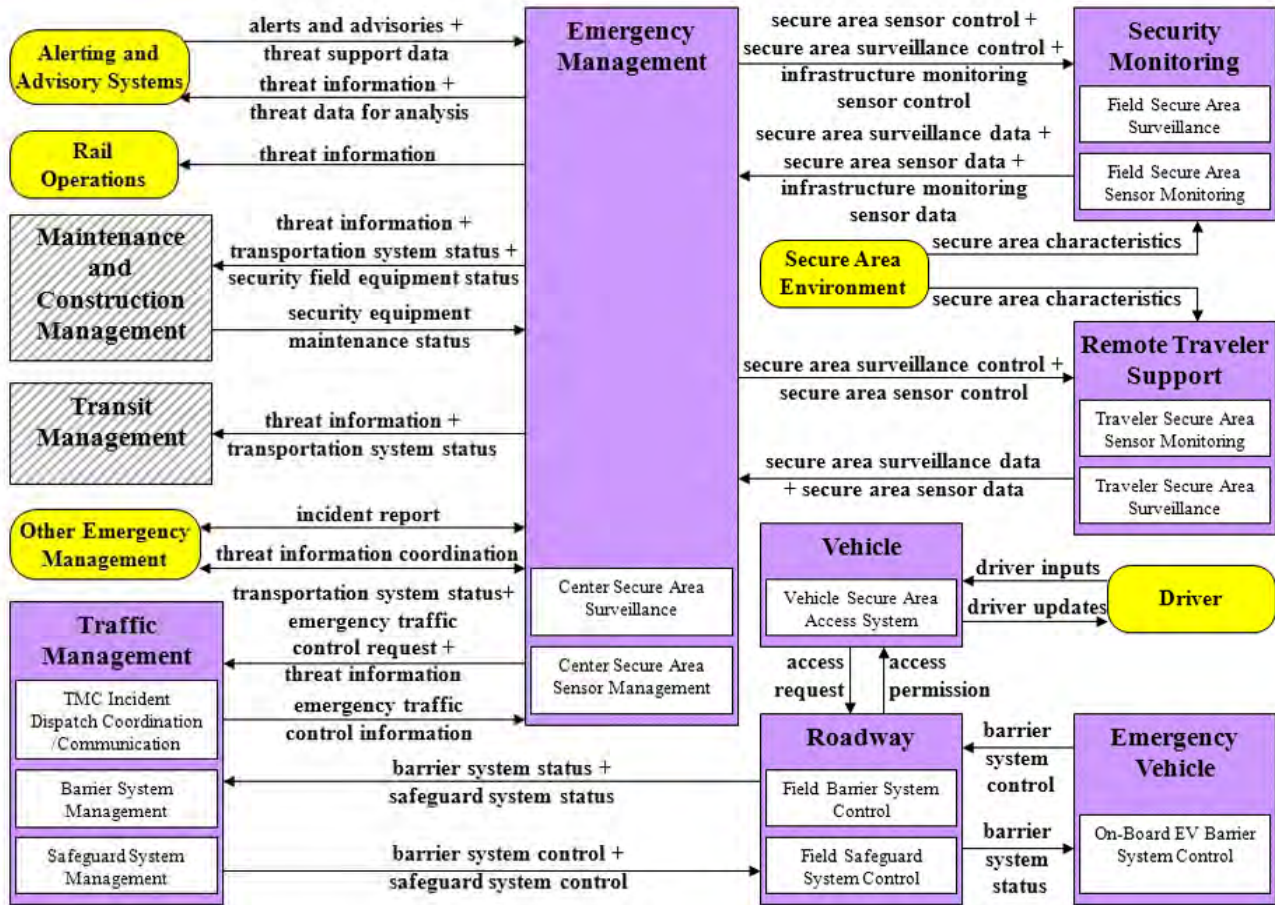 alerts and advisories +
threat support data
threat information +
threat data for analysis
Alerting and
Advisory Systems
Rail
Operations
threat information
Maintenance
and
Construction
Management
threat information +
transportation system status +
security field equipment status
security equipment
maintenance status
Transit
Management
threat information +
transportation system status
Other Emergency
Management
incident report
threat information coordination
Traffic
Management
TMC Incident
Dispatch Coordination
/Communication
Barrier System
Management
Safeguard System
Management
transportation system status+
emergency traffic
control request +
threat information
emergency traffic
control information
barrier system status +
safeguard system status
barrier system control +
safeguard system control
Emergency
Management
Center Secure Area
Surveillance
Center Secure Area
Sensor Management
secure area sensor control +
secure area surveillance control +
infrastructure monitoring
sensor control
secure area surveillance data +
secure area sensor data +
infrastructure monitoring
sensor data
Security
Monitoring
Field Secure Area
Surveillance
Field Secure Area
Sensor Monitoring
Secure Area
Environment
secure area characteristics
secure area characteristics
secure area surveillance control +
secure area sensor control
secure area surveillance data
+ secure area sensor data
Remote Traveler
Support
Traveler Secure Area
Sensor Monitoring
Traveler Secure Area
Surveillance
Vehicle
Vehicle Secure Area
Access System
driver inputs
driver updates
Driver
access
request
access
permission
Roadway
Field Barrier System
Control
Field Safeguard
System Control
barrier
system
control
barrier
system
status
Emergency
Vehicle
On-Board EV Barrier
System Control